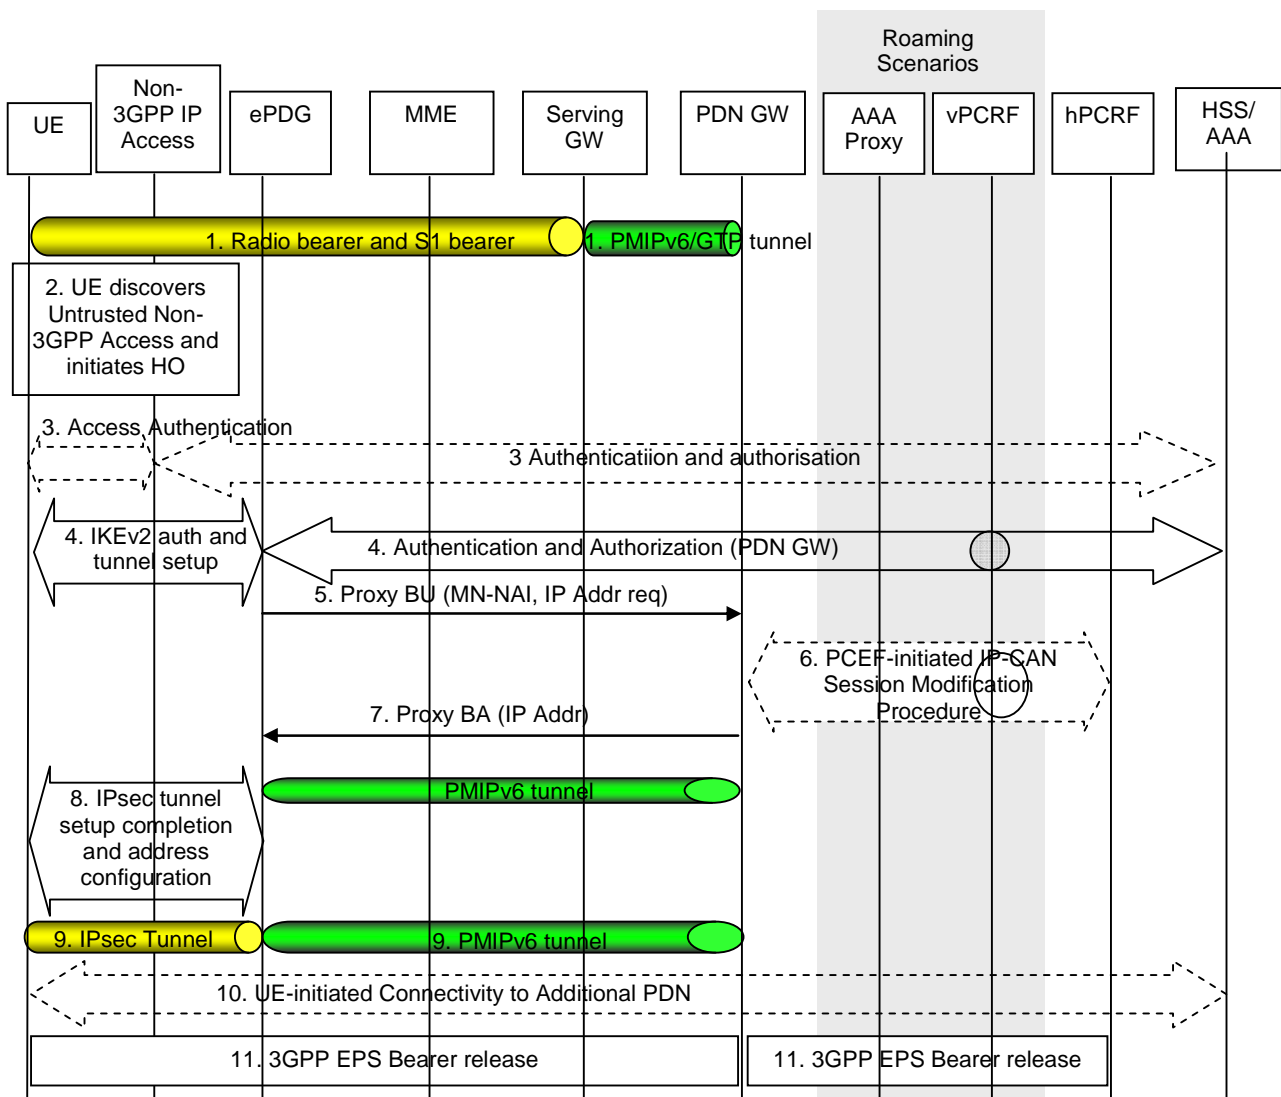 Roaming
Scenarios
UE
Non-
3GPP IP
Access
ePDG
MME
Serving
GW
PDN GW
AAA
Proxy
vPCRF
hPCRF
HSS/
AAA
1. Radio bearer and S1 bearer
1. PMIPv6/GTP tunnel
2. UE discovers
Untrusted Non-
3GPP Access and
initiates HO
3. Access Authentication
3 Authenticatiion and authorisation
4. IKEv2 auth and
tunnel setup
4. Authentication and Authorization (PDN GW)
5. Proxy BU (MN-NAI, IP Addr req)
6. PCEF-initiated IP-CAN
Session Modification
Procedure
7. Proxy BA (IP Addr)
PMIPv6 tunnel
8. IPsec tunnel
setup completion
and address
configuration
9. IPsec Tunnel
9. PMIPv6 tunnel
10. UE-initiated Connectivity to Additional PDN
11. 3GPP EPS Bearer release
11. 3GPP EPS Bearer release